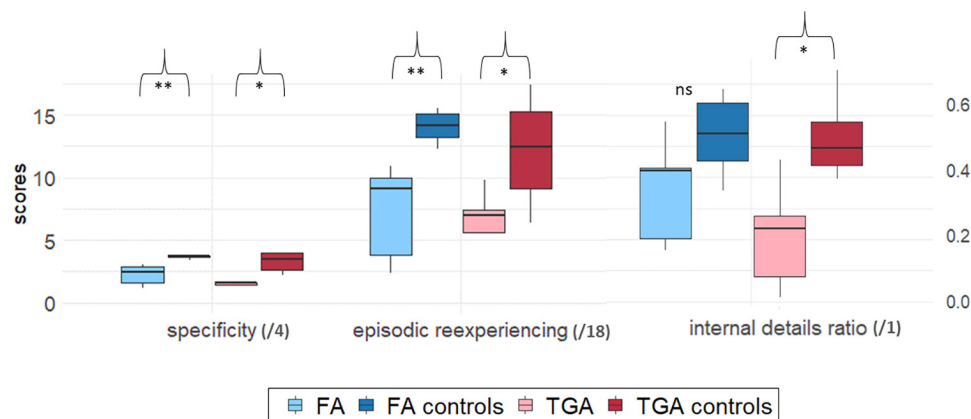 *
** * ns
** *
15 0.6
10 0.4
scores
5 0.2
0 0.0
specificity (/4) episodic reexperiencing (/18) internal details ratio (/1)
FA FA controls TGA TGA controls